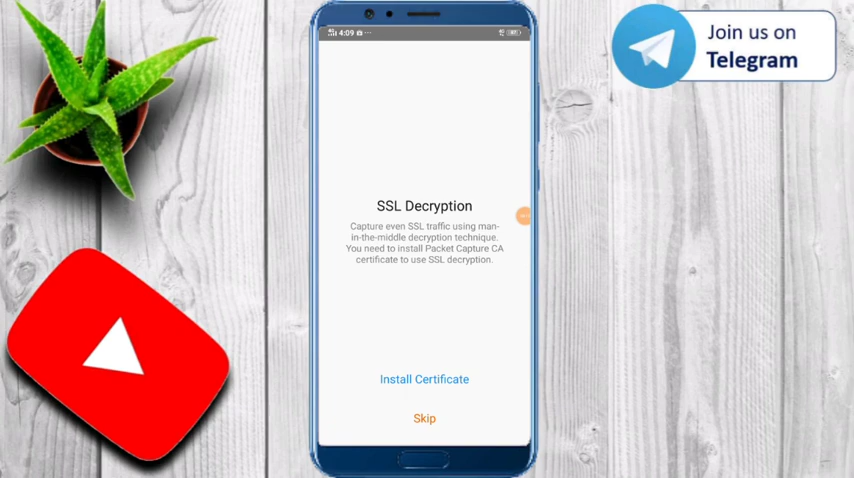 4:09
Join us on
Telegram
SSL Decryption
Capture even SSL traffic using man-
in-the-middle decryption technique.
You need to install Packet Capture CA
certificate to use SSL decryption.
Install Certificate
Skip